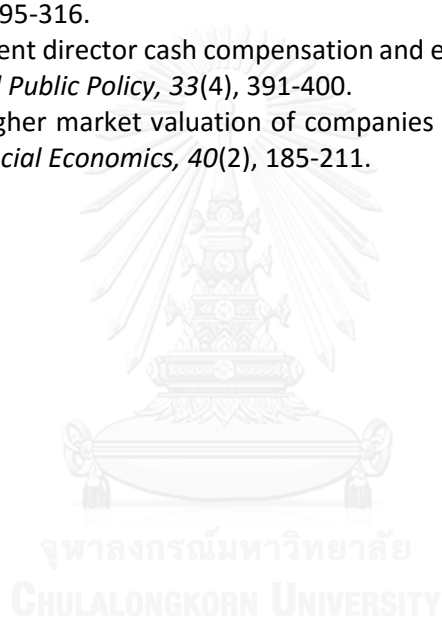 95-316.
ent director cash compensation and e
l Public Policy, 33(4), 391-400.
gher market valuation of companies
cial Economics, 40(2), 185-211.
จุฬาลงกรณ์มหาวิทยาลัย
CHULALONGKORN UNIVERSITY